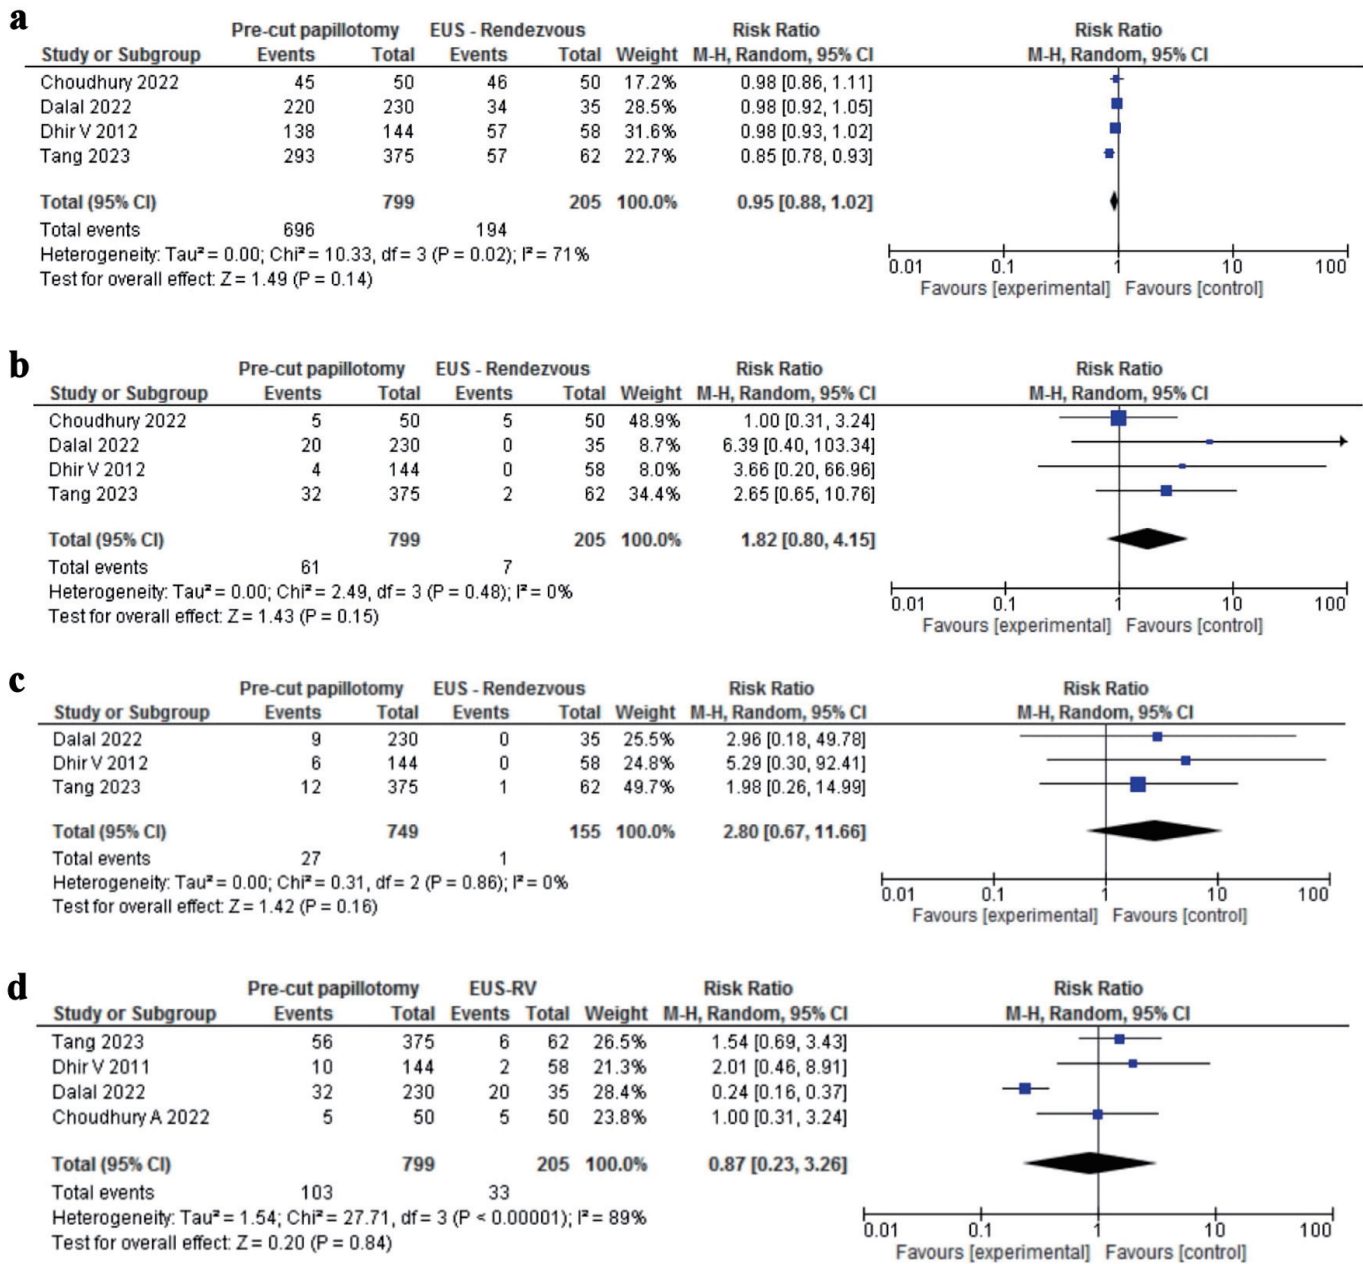 a
Pre-cut papillotomy EUS - Rendezvous Risk Ratio Risk Ratio
Study or Subgroup Events Total Events Total Weight M-H, Random, 95% CI M-H, Random, 95% CI
Choudhury 2022 45 50 46 50 17.2% 0.98 [0.86, 1.11]
Dalal 2022 220 230 34 35 28.5% 0.98 [0.92, 1.05]
Dhir V 2012 138 144 57 58 31.6% 0.98 [0.93, 1.02]
Tang 2023 293 375 57 62 22.7% 0.85 [0.78, 0.93]
Total (95% CI) 799 205 100.0% 0.95 [0.88, 1.02]
Total events 696 194
Heterogeneity: Tau² = 0.00; Chi² = 10.33, df = 3 (P = 0.02); I² = 71%
Test for overall effect: Z = 1.49 (P = 0.14)
0.01 0.1 1 10 100
Favours [experimental] Favours [control]
b
Pre-cut papillotomy EUS - Rendezvous Risk Ratio Risk Ratio
Study or Subgroup Events Total Events Total Weight M-H, Random, 95% CI M-H, Random, 95% CI
Choudhury 2022 5 50 5 50 48.9% 1.00 [0.31, 3.24]
Dalal 2022 20 230 0 35 8.7% 6.39 [0.40, 103.34]
Dhir V 2012 4 144 0 58 8.0% 3.66 [0.20, 66.96]
Tang 2023 32 375 2 62 34.4% 2.65 [0.65, 10.76]
Total (95% CI) 799 205 100.0% 1.82 [0.80, 4.15]
Total events 61 7
Heterogeneity: Tau² = 0.00; Chi² = 2.49, df = 3 (P = 0.48); I² = 0%
Test for overall effect: Z = 1.43 (P = 0.15)
0.01 0.1 1 10 100
Favours [experimental] Favours [control]
c
Pre-cut papillotomy EUS - Rendezvous Risk Ratio Risk Ratio
Study or Subgroup Events Total Events Total Weight M-H, Random, 95% CI M-H, Random, 95% CI
Dalal 2022 9 230 0 35 25.5% 2.96 [0.18, 49.78]
Dhir V 2012 6 144 0 58 24.8% 5.29 [0.30, 92.41]
Tang 2023 12 375 1 62 49.7% 1.98 [0.26, 14.99]
Total (95% CI) 749 155 100.0% 2.80 [0.67, 11.66]
Total events 27 1
Heterogeneity: Tau² = 0.00; Chi² = 0.31, df = 2 (P = 0.86); I² = 0%
Test for overall effect: Z = 1.42 (P = 0.16)
0.01 0.1 1 10 100
Favours [experimental] Favours [control]
d
Pre-cut papillotomy EUS-RV Risk Ratio Risk Ratio
Study or Subgroup Events Total Events Total Weight M-H, Random, 95% CI M-H, Random, 95% CI
Tang 2023 56 375 6 62 26.5% 1.54 [0.69, 3.43]
Dhir V 2011 10 144 2 58 21.3% 2.01 [0.46, 8.91]
Dalal 2022 32 230 20 35 28.4% 0.24 [0.16, 0.37]
Choudhury A 2022 5 50 5 50 23.8% 1.00 [0.31, 3.24]
Total (95% CI) 799 205 100.0% 0.87 [0.23, 3.26]
Total events 103 33
Heterogeneity: Tau² = 1.54; Chi² = 27.71, df = 3 (P < 0.00001); I² = 89%
Test for overall effect: Z = 0.20 (P = 0.84)
0.01 0.1 1 10 100
Favours [experimental] Favours [control]